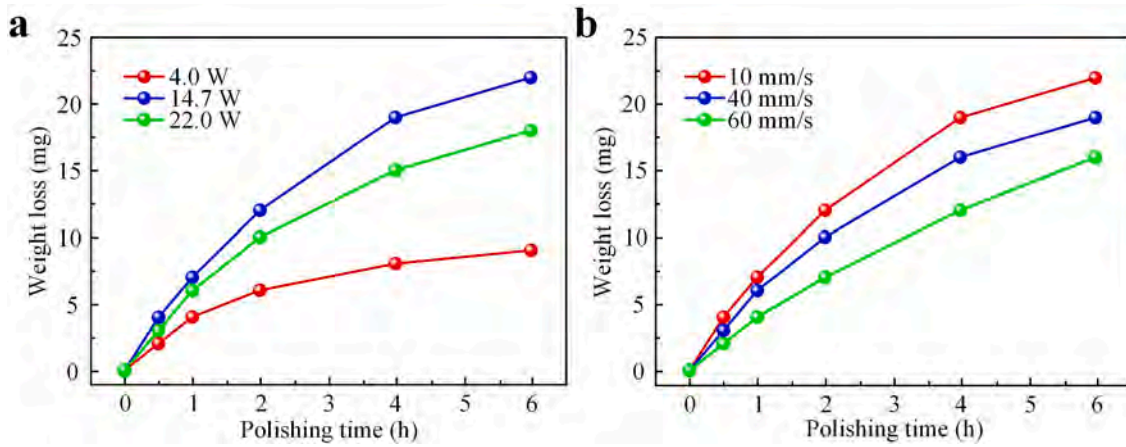 a
25
20
15
10
5
0
Weight loss (mg)
4.0 W
14.7 W
22.0 W
0 1 2 3 4 5 6
Polishing time (h)
b
25
20
15
10
5
0
Weight loss (mg)
10 mm/s
40 mm/s
60 mm/s
0 1 2 3 4 5 6
Polishing time (h)